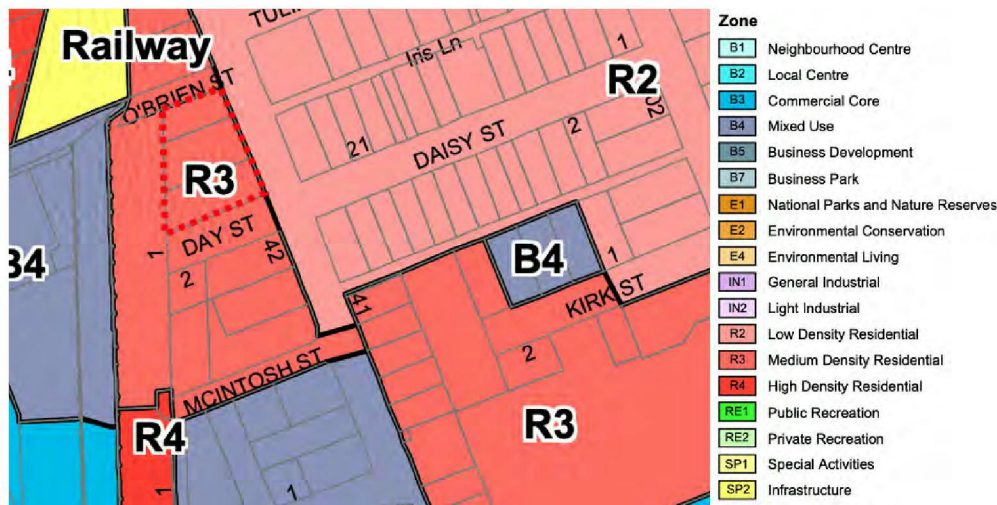 TULI
Railway
Iris Ln
1
O'BRIEN ST
R2
02
21
DAISY ST
2
R3
DAY ST
1
2
42
B4
B4
1
41
KIRK ST
2
MCINTOSH ST
R4
R3
1
1
Zone
B1 Neighbourhood Centre
B2 Local Centre
B3 Commercial Core
B4 Mixed Use
B5 Business Development
B7 Business Park
E1 National Parks and Nature Reserves
E2 Environmental Conservation
E4 Environmental Living
IN1 General Industrial
IN2 Light Industrial
R2 Low Density Residential
R3 Medium Density Residential
R4 High Density Residential
RE1 Public Recreation
RE2 Private Recreation
SP1 Special Activities
SP2 Infrastructure